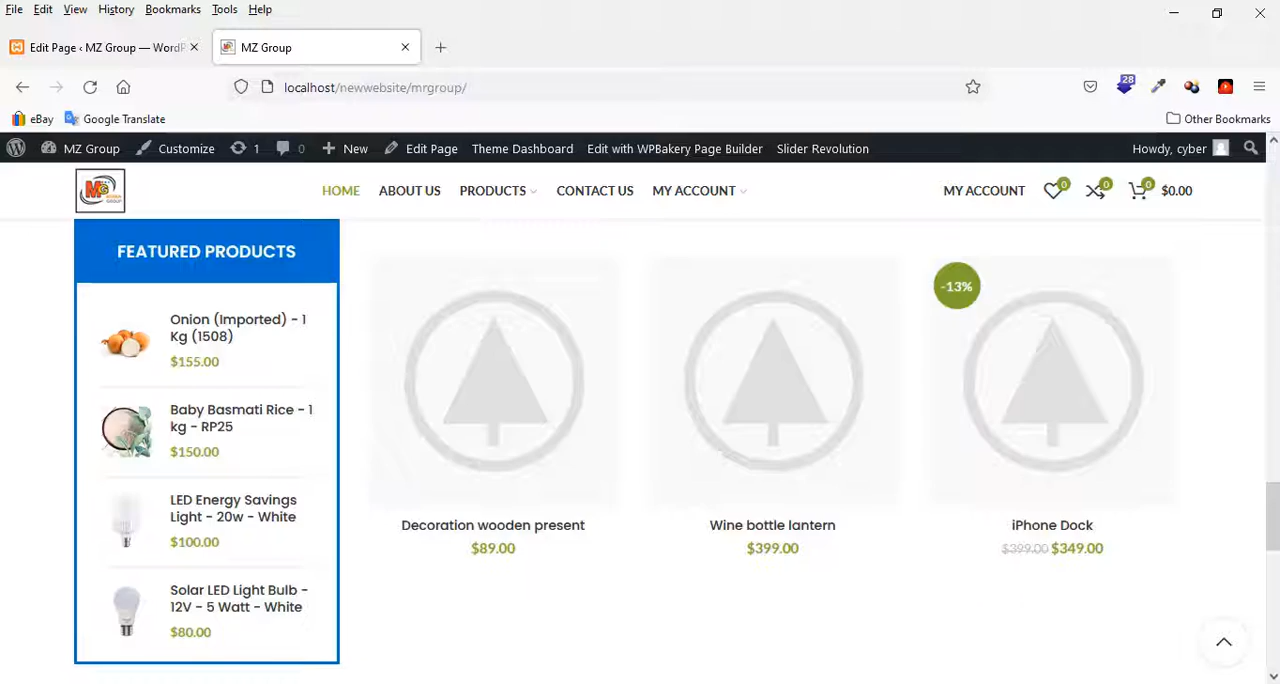 File Edit View History Bookmarks Tools Help
Edit Page ‹ MZ Group — WordP
MZ Group
localhost/newwebsite/mrgroup/
28
eBay Google Translate Other Bookmarks
MZ Group Customize 1 0 New Edit Page Theme Dashboard Edit with WPBakery Page Builder Slider Revolution Howdy, cyber
HOME ABOUT US PRODUCTS CONTACT US MY ACCOUNT MY ACCOUNT 0 0 0 $0.00
FEATURED PRODUCTS
Onion (Imported) - 1
Kg (1508)
$155.00
Baby Basmati Rice - 1
kg - RP25
$150.00
LED Energy Savings
Light - 20w - White
$100.00
Solar LED Light Bulb -
12V - 5 Watt - White
$80.00
Decoration wooden present
$89.00
Wine bottle lantern
$399.00
-13%
iPhone Dock
$399.00 $349.00